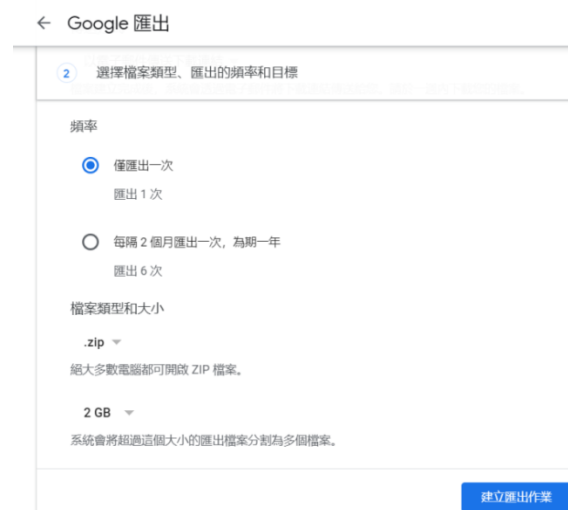 ← Google 匯出
2 選擇檔案類型、匯出的頻率和目標
頻率
僅匯出一次
匯出 1 次
每隔 2 個月匯出一次，為期一年
匯出 6 次
檔案類型和大小
.zip
絕大多數電腦都可開啟 ZIP 檔案。
2 GB
系統會將超過這個大小的匯出檔案分割為多個檔案。
建立匯出作業